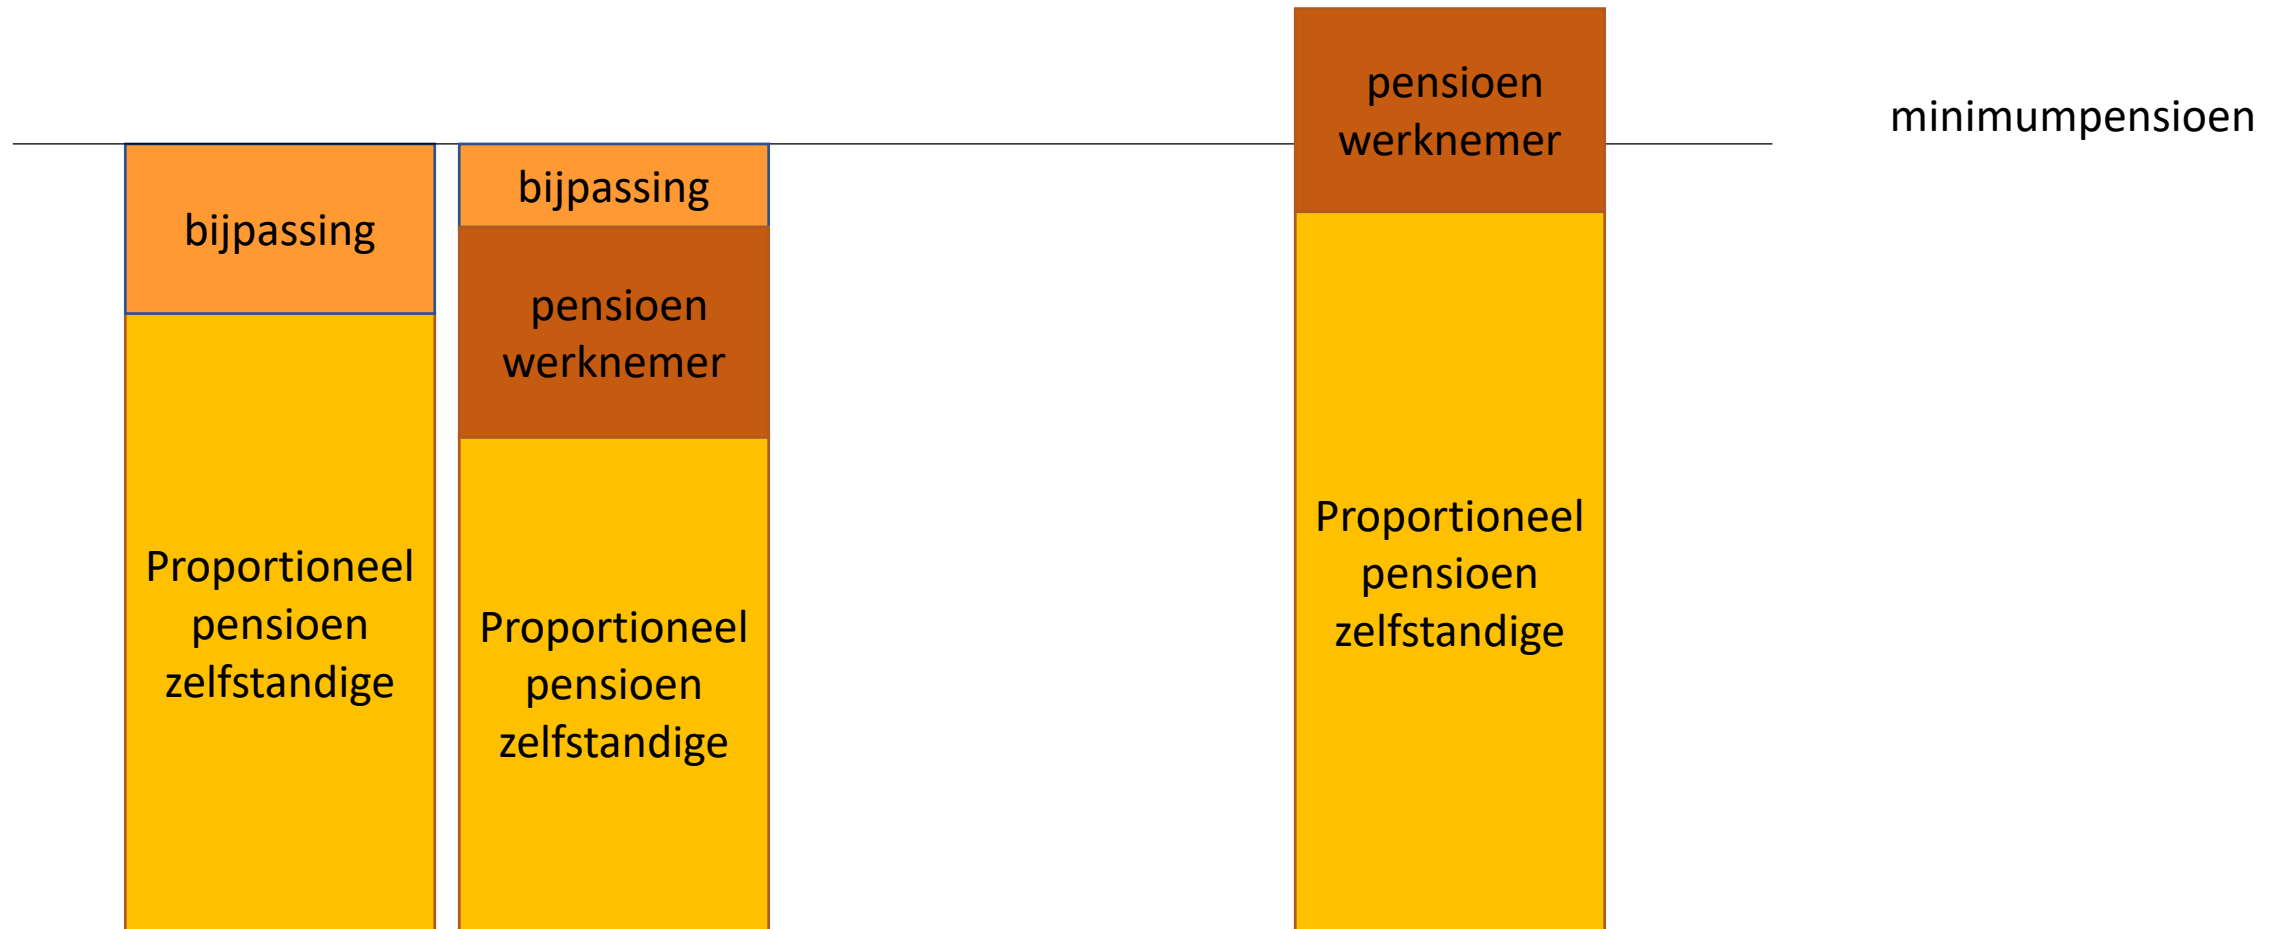 pensioen
werknemer
minimumpensioen
bijpassing
bijpassing
pensioen
werknemer
Proportioneel
pensioen
zelfstandige
Proportioneel
pensioen
zelfstandige
Proportioneel
pensioen
zelfstandige